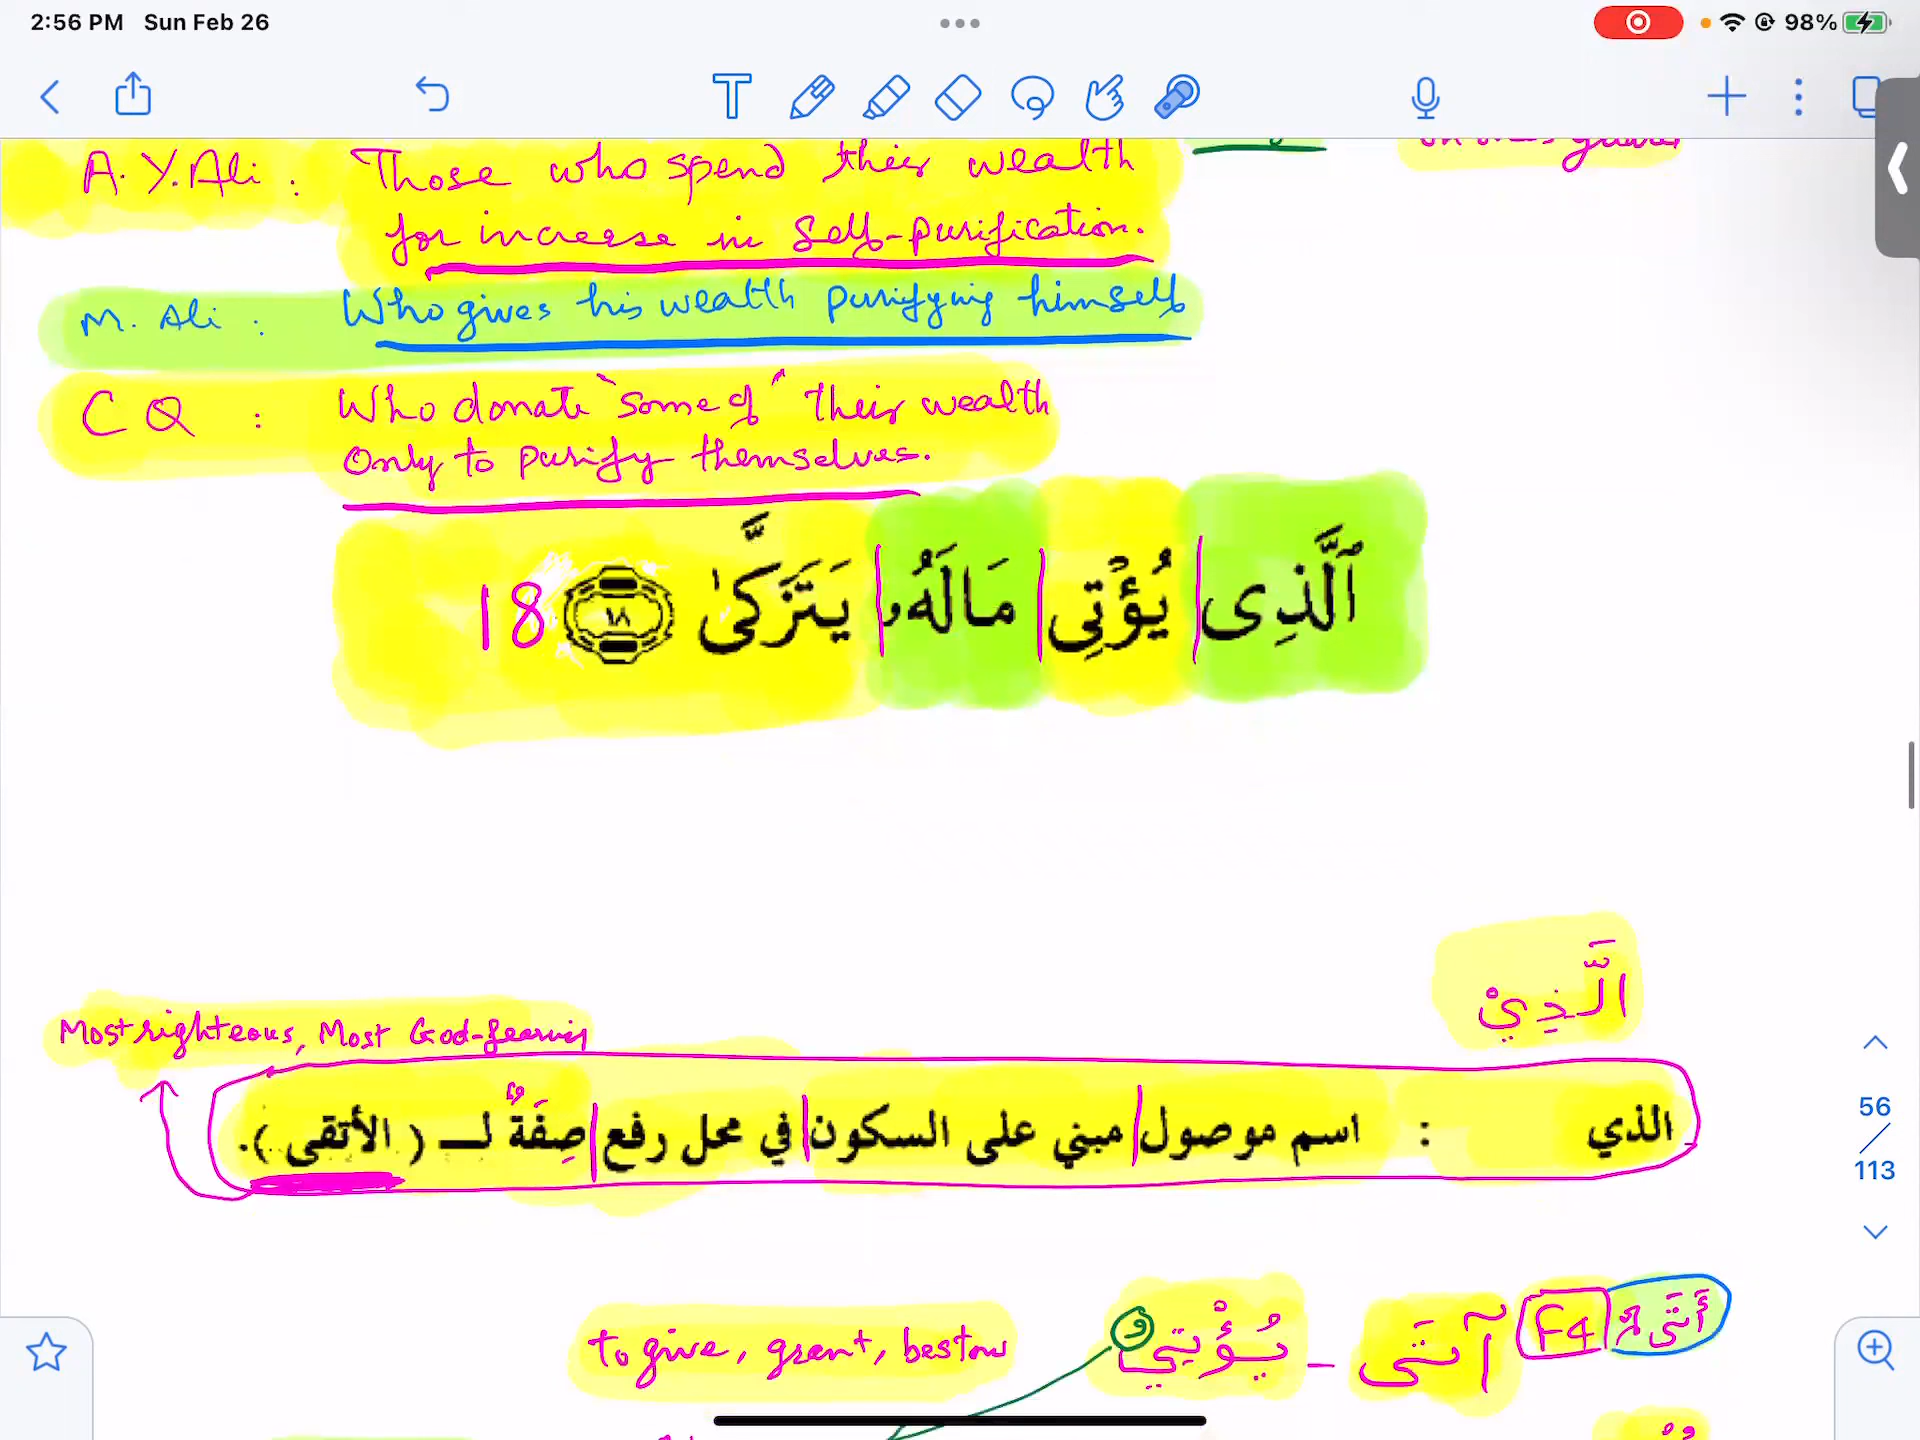 2:56 PM Sun Feb 26
98%
A. Y. Ali : Those who spend their wealth
for increase in self-purification.
M. Ali : Who gives his wealth purifying himself
C Q : Who donate "some of" their wealth
only to purify themselves.
ٱلَّذِى يُؤْتِى مَالَهُۥ يَتَزَكَّىٰ ١٨ 18
ٱلَّذِيْ
Most righteous, Most God-fearing
الذي : اسم موصول مبني على السكون في محل رفع صِفَةٌ لـ ( الأتقى ).
56
113
أَتَى F4 آتَى - يُؤْتِي to give, grant, bestow